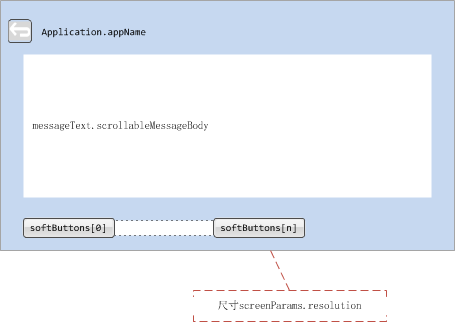 Application.appName
messageText.scrollableMessageBody
softButtons[0] softButtons[n]
尺寸screenParams.resolution